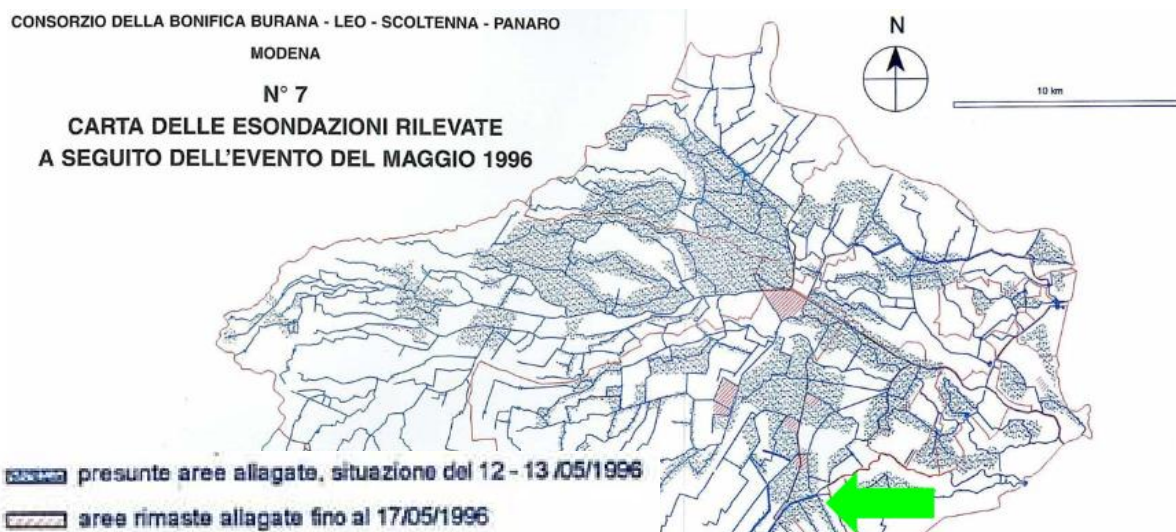 CONSORZIO DELLA BONIFICA BURANA - LEO - SCOLTENNA - PANARO
MODENA
N° 7
CARTA DELLE ESONDAZIONI RILEVATE
A SEGUITO DELL'EVENTO DEL MAGGIO 1996
N
10 km
presunte aree allagate, situazione del 12 - 13 /05/1996
aree rimaste allagate fino al 17/05/1996